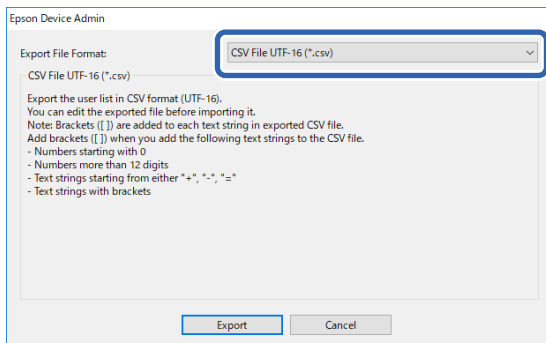 Epson Device Admin
Export File Format:
CSV File UTF-16 (*.csv)
CSV File UTF-16 (*.csv)
Export the user list in CSV format (UTF-16).
You can edit the exported file before importing it.
Note: Brackets ([ ]) are added to each text string in exported CSV file.
Add brackets ([ ]) when you add the following text strings to the CSV file.
- Numbers starting with 0
- Numbers more than 12 digits
- Text strings starting from either "+", "-", "="
- Text strings with brackets
Export
Cancel